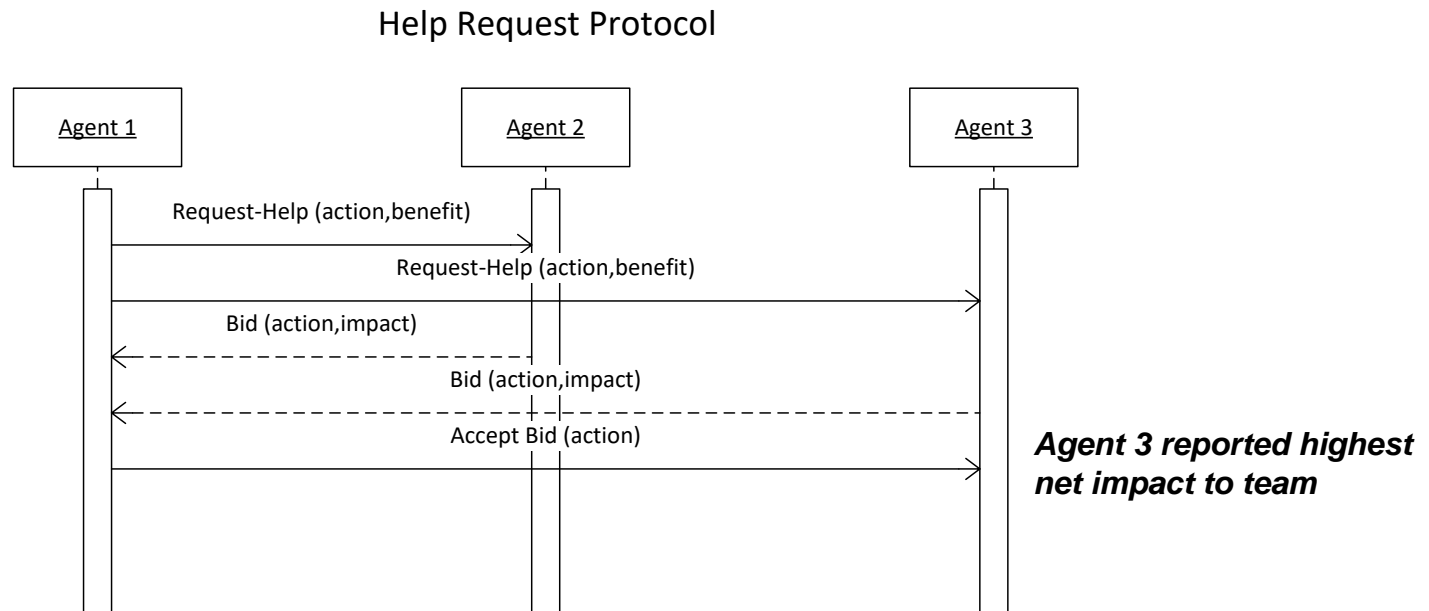 Help Request Protocol
Agent 1
Agent 2
Agent 3
Request-Help (action,benefit)
Request-Help (action,benefit)
Bid (action,impact)
Bid (action,impact)
Accept Bid (action)
Agent 3 reported highest
net impact to team